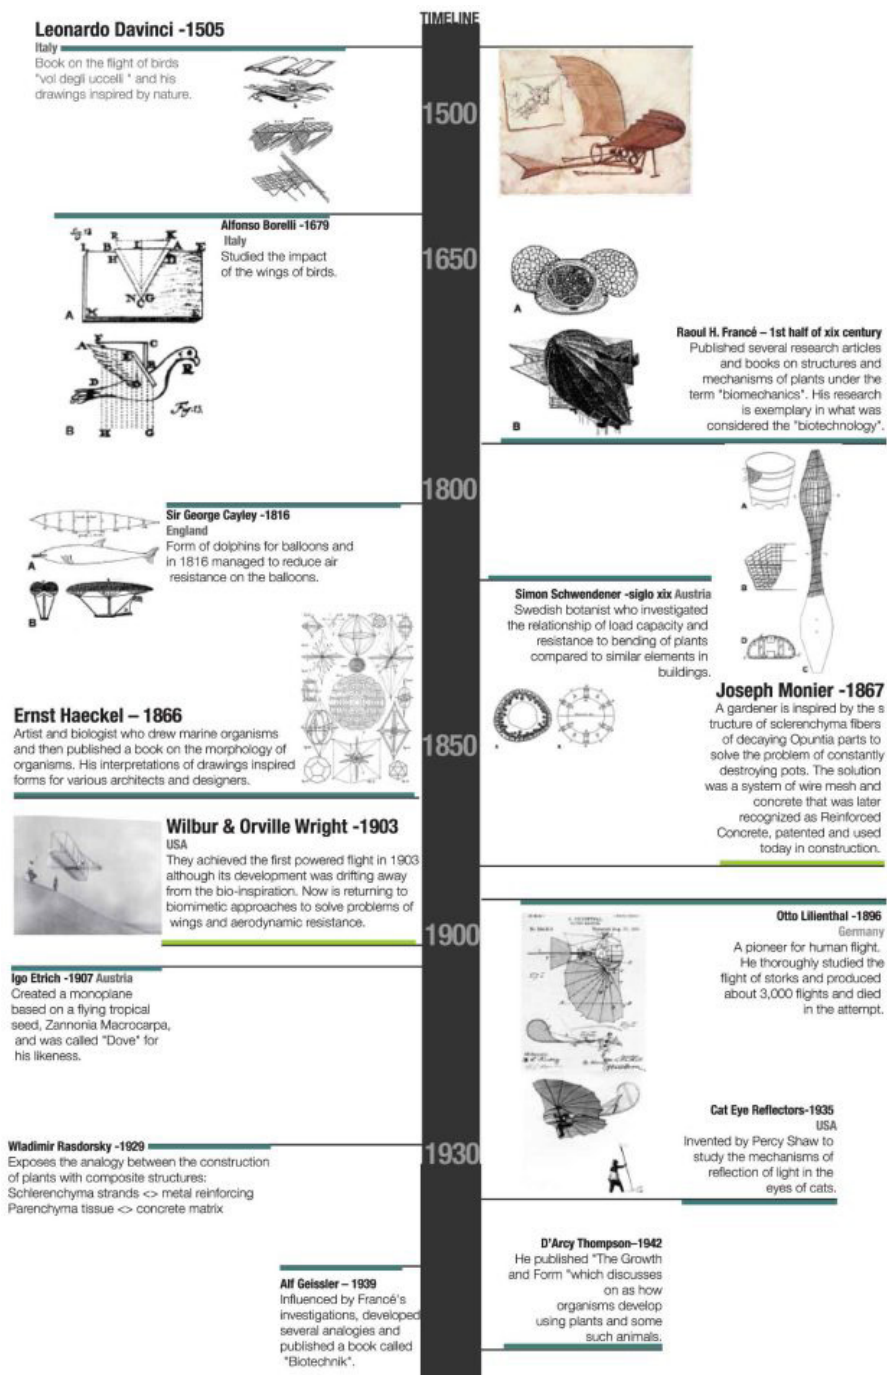 TIMELINE
Leonardo Davinci -1505
Italy
Book on the flight of birds
"vol degli uccelli " and his
drawings inspired by nature.
1500
Alfonso Borelli -1679
Italy
Studied the impact
of the wings of birds.
1650
A
B
A
B
Raoul H. Francé – 1st half of xix century
Published several research articles
and books on structures and
mechanisms of plants under the
term "biomechanics". His research
is exemplary in what was
considered the "biotechnology".
1800
Sir George Cayley -1816
England
Form of dolphins for balloons and
in 1816 managed to reduce air
resistance on the balloons.
A
B
Simon Schwendener -siglo xix Austria
Swedish botanist who investigated
the relationship of load capacity and
resistance to bending of plants
compared to similar elements in
buildings.
A
B
D
C
Joseph Monier -1867
A gardener is inspired by the s
tructure of sclerenchyma fibers
of decaying Opuntia parts to
solve the problem of constantly
destroying pots. The solution
was a system of wire mesh and
concrete that was later
recognized as Reinforced
Concrete, patented and used
today in construction.
Ernst Haeckel – 1866
Artist and biologist who drew marine organisms
and then published a book on the morphology of
organisms. His interpretations of drawings inspired
forms for various architects and designers.
1850
Wilbur & Orville Wright -1903
USA
They achieved the first powered flight in 1903
although its development was drifting away
from the bio-inspiration. Now is returning to
biomimetic approaches to solve problems of
wings and aerodynamic resistance.
1900
Otto Lilienthal -1896
Germany
A pioneer for human flight.
He thoroughly studied the
flight of storks and produced
about 3,000 flights and died
in the attempt.
Igo Etrich -1907 Austria
Created a monoplane
based on a flying tropical
seed, Zannonia Macrocarpa,
and was called "Dove" for
his likeness.
Cat Eye Reflectors-1935
USA
Invented by Percy Shaw to
study the mechanisms of
reflection of light in the
eyes of cats.
Wladimir Rasdorsky -1929
Exposes the analogy between the construction
of plants with composite structures:
Schlerenchyma strands <> metal reinforcing
Parenchyma tissue <> concrete matrix
1930
D'Arcy Thompson–1942
He published "The Growth
and Form "which discusses
on as how
organisms develop
using plants and some
such animals.
Alf Geissler – 1939
Influenced by Francé's
investigations, developed
several analogies and
published a book called
"Biotechnik".